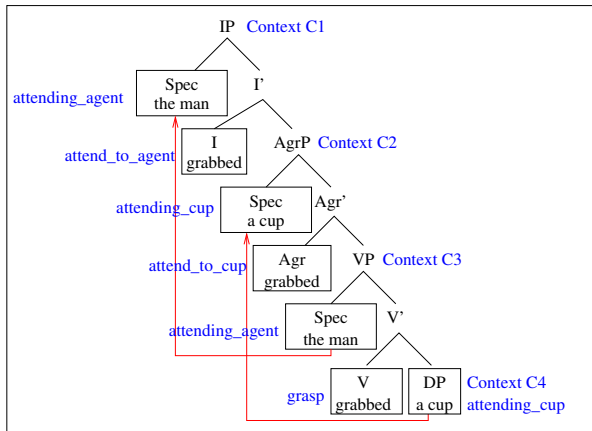 IP Context C1
Spec
the man
attending_agent
I’
I
grabbed
attend_to_agent
AgrP Context C2
Spec
a cup
attending_cup
Agr’
Agr
grabbed
attend_to_cup
VP Context C3
Spec
the man
attending_agent
V’
V
grabbed
grasp
DP
a cup
Context C4
attending_cup